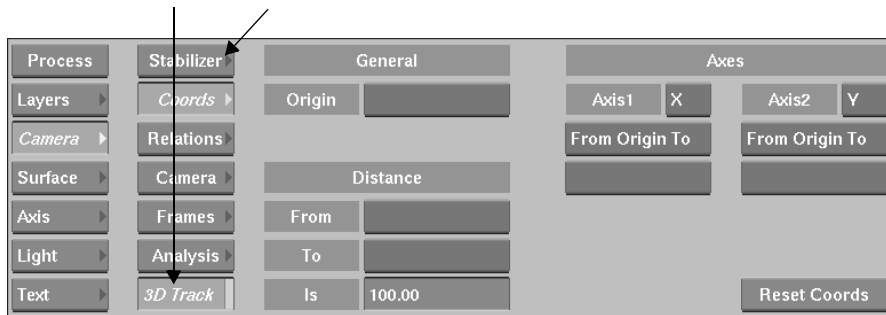 Process Stabilizer General Axes
Layers Coords Origin Axis1 X Axis2 Y
Camera Relations From Origin To From Origin To
Surface Camera Distance
Axis Frames From
Light Analysis To
Text 3D Track Is 100.00 Reset Coords